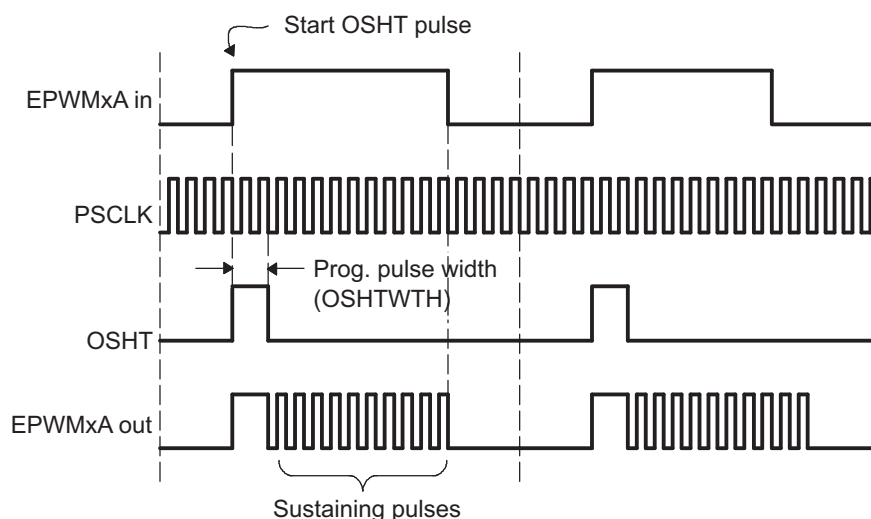 Start OSHT pulse
EPWMxA in
PSCLK
Prog. pulse width
(OSHTWTH)
OSHT
EPWMxA out
Sustaining pulses